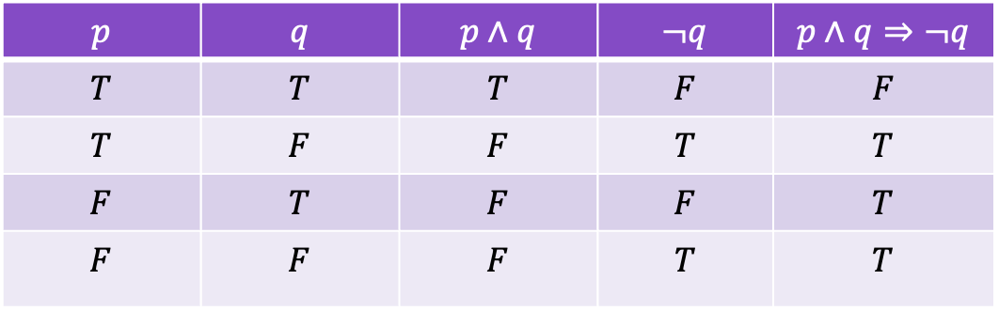 p q p ∧ q ¬q p ∧ q ⇒ ¬q
T T T F F
T F F T T
F T F F T
F F F T T